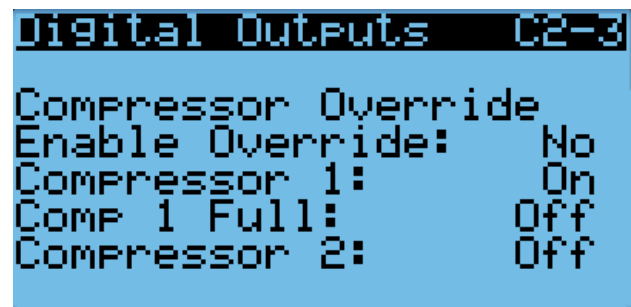 Digital Outputs C2-3
Compressor Override
Enable Override: No
Compressor 1: On
Comp 1 Full: Off
Compressor 2: Off